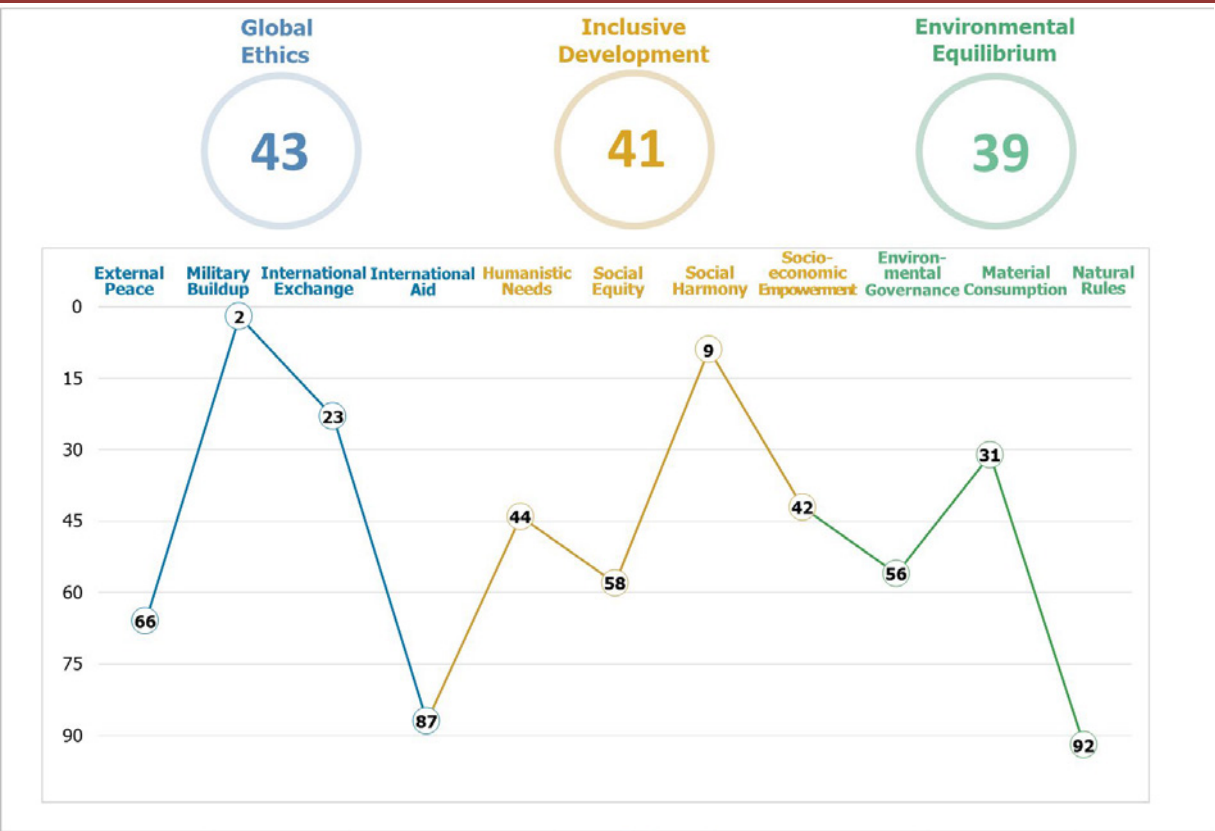 Global
Ethics
Inclusive
Development
Environmental
Equilibrium
43
41
39
External
Peace
Military
Buildup
International
Exchange
International
Aid
Humanistic
Needs
Social
Equity
Social
Harmony
Socio-
economic
Empowerment
Environ-
mental
Governance
Material
Consumption
Natural
Rules
0
15
30
45
60
75
90
66
2
23
87
44
58
9
42
56
31
92